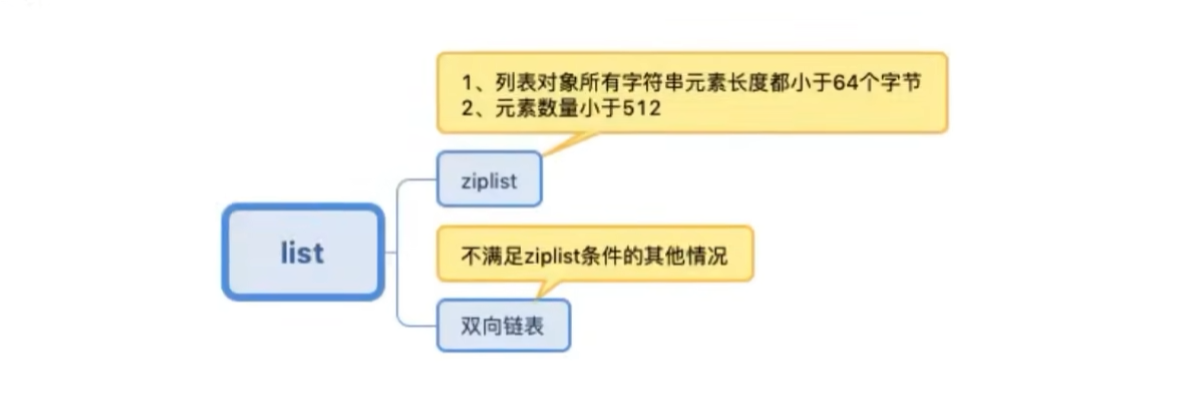 1、列表对象所有字符串元素长度都小于64个字节
2、元素数量小于512
ziplist
list
不满足ziplist条件的其他情况
双向链表